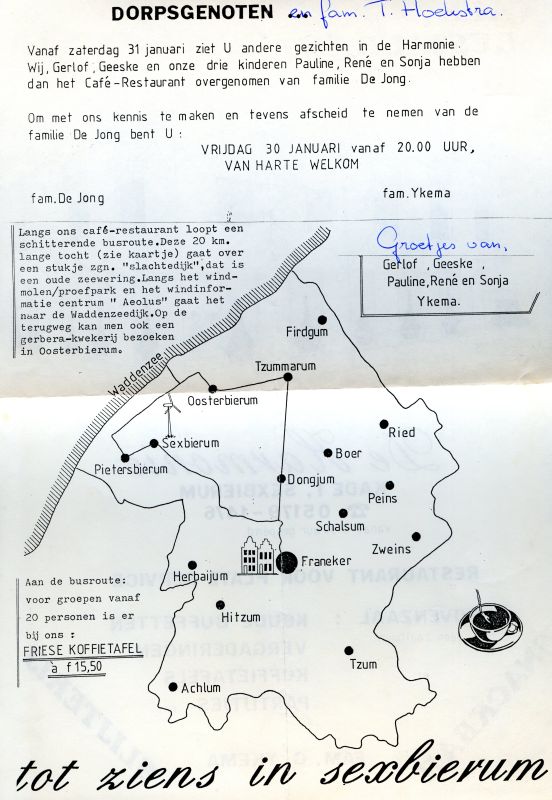 DORPSGENOTEN en fam. T. Hoekstra.
Vanaf zaterdag 31 januari ziet U andere gezichten in de Harmonie.
Wij, Gerlof, Geeske en onze drie kinderen Pauline, René en Sonja hebben
dan het Café-Restaurant overgenomen van familie De Jong.
Om met ons kennis te maken en tevens afscheid te nemen van de
familie De Jong bent U :
VRIJDAG 30 JANUARI vanaf 20.00 UUR,
VAN HARTE WELKOM
fam. De Jong
fam. Ykema
Langs ons café-restaurant loopt een
schitterende busroute.Deze 20 km.
lange tocht (zie kaartje) gaat over
een stukje zgn. "slachtedijk",dat is
een oude zeewering.Langs het wind-
molen/proefpark en het windinfor-
matie centrum " Aeolus" gaat het
naar de Waddenzeedijk.Op de
terugweg kan men ook een
gerbera-kwekerij bezoeken
in Oosterbierum.
Groetjes van,
Gerlof , Geeske ,
Pauline, René en Sonja
Ykema.
Waddenzee
Firdgum
Tzummarum
Oosterbierum
Ried
Sexbierum
Boer
Pietersbierum
Dongjum
Peins
Schalsum
Zweins
Franeker
Herbaijum
Hitzum
Tzum
Achlum
Aan de busroute:
voor groepen vanaf
20 personen is er
bij ons :
FRIESE KOFFIETAFEL
à f 15,50
tot ziens in sexbierum